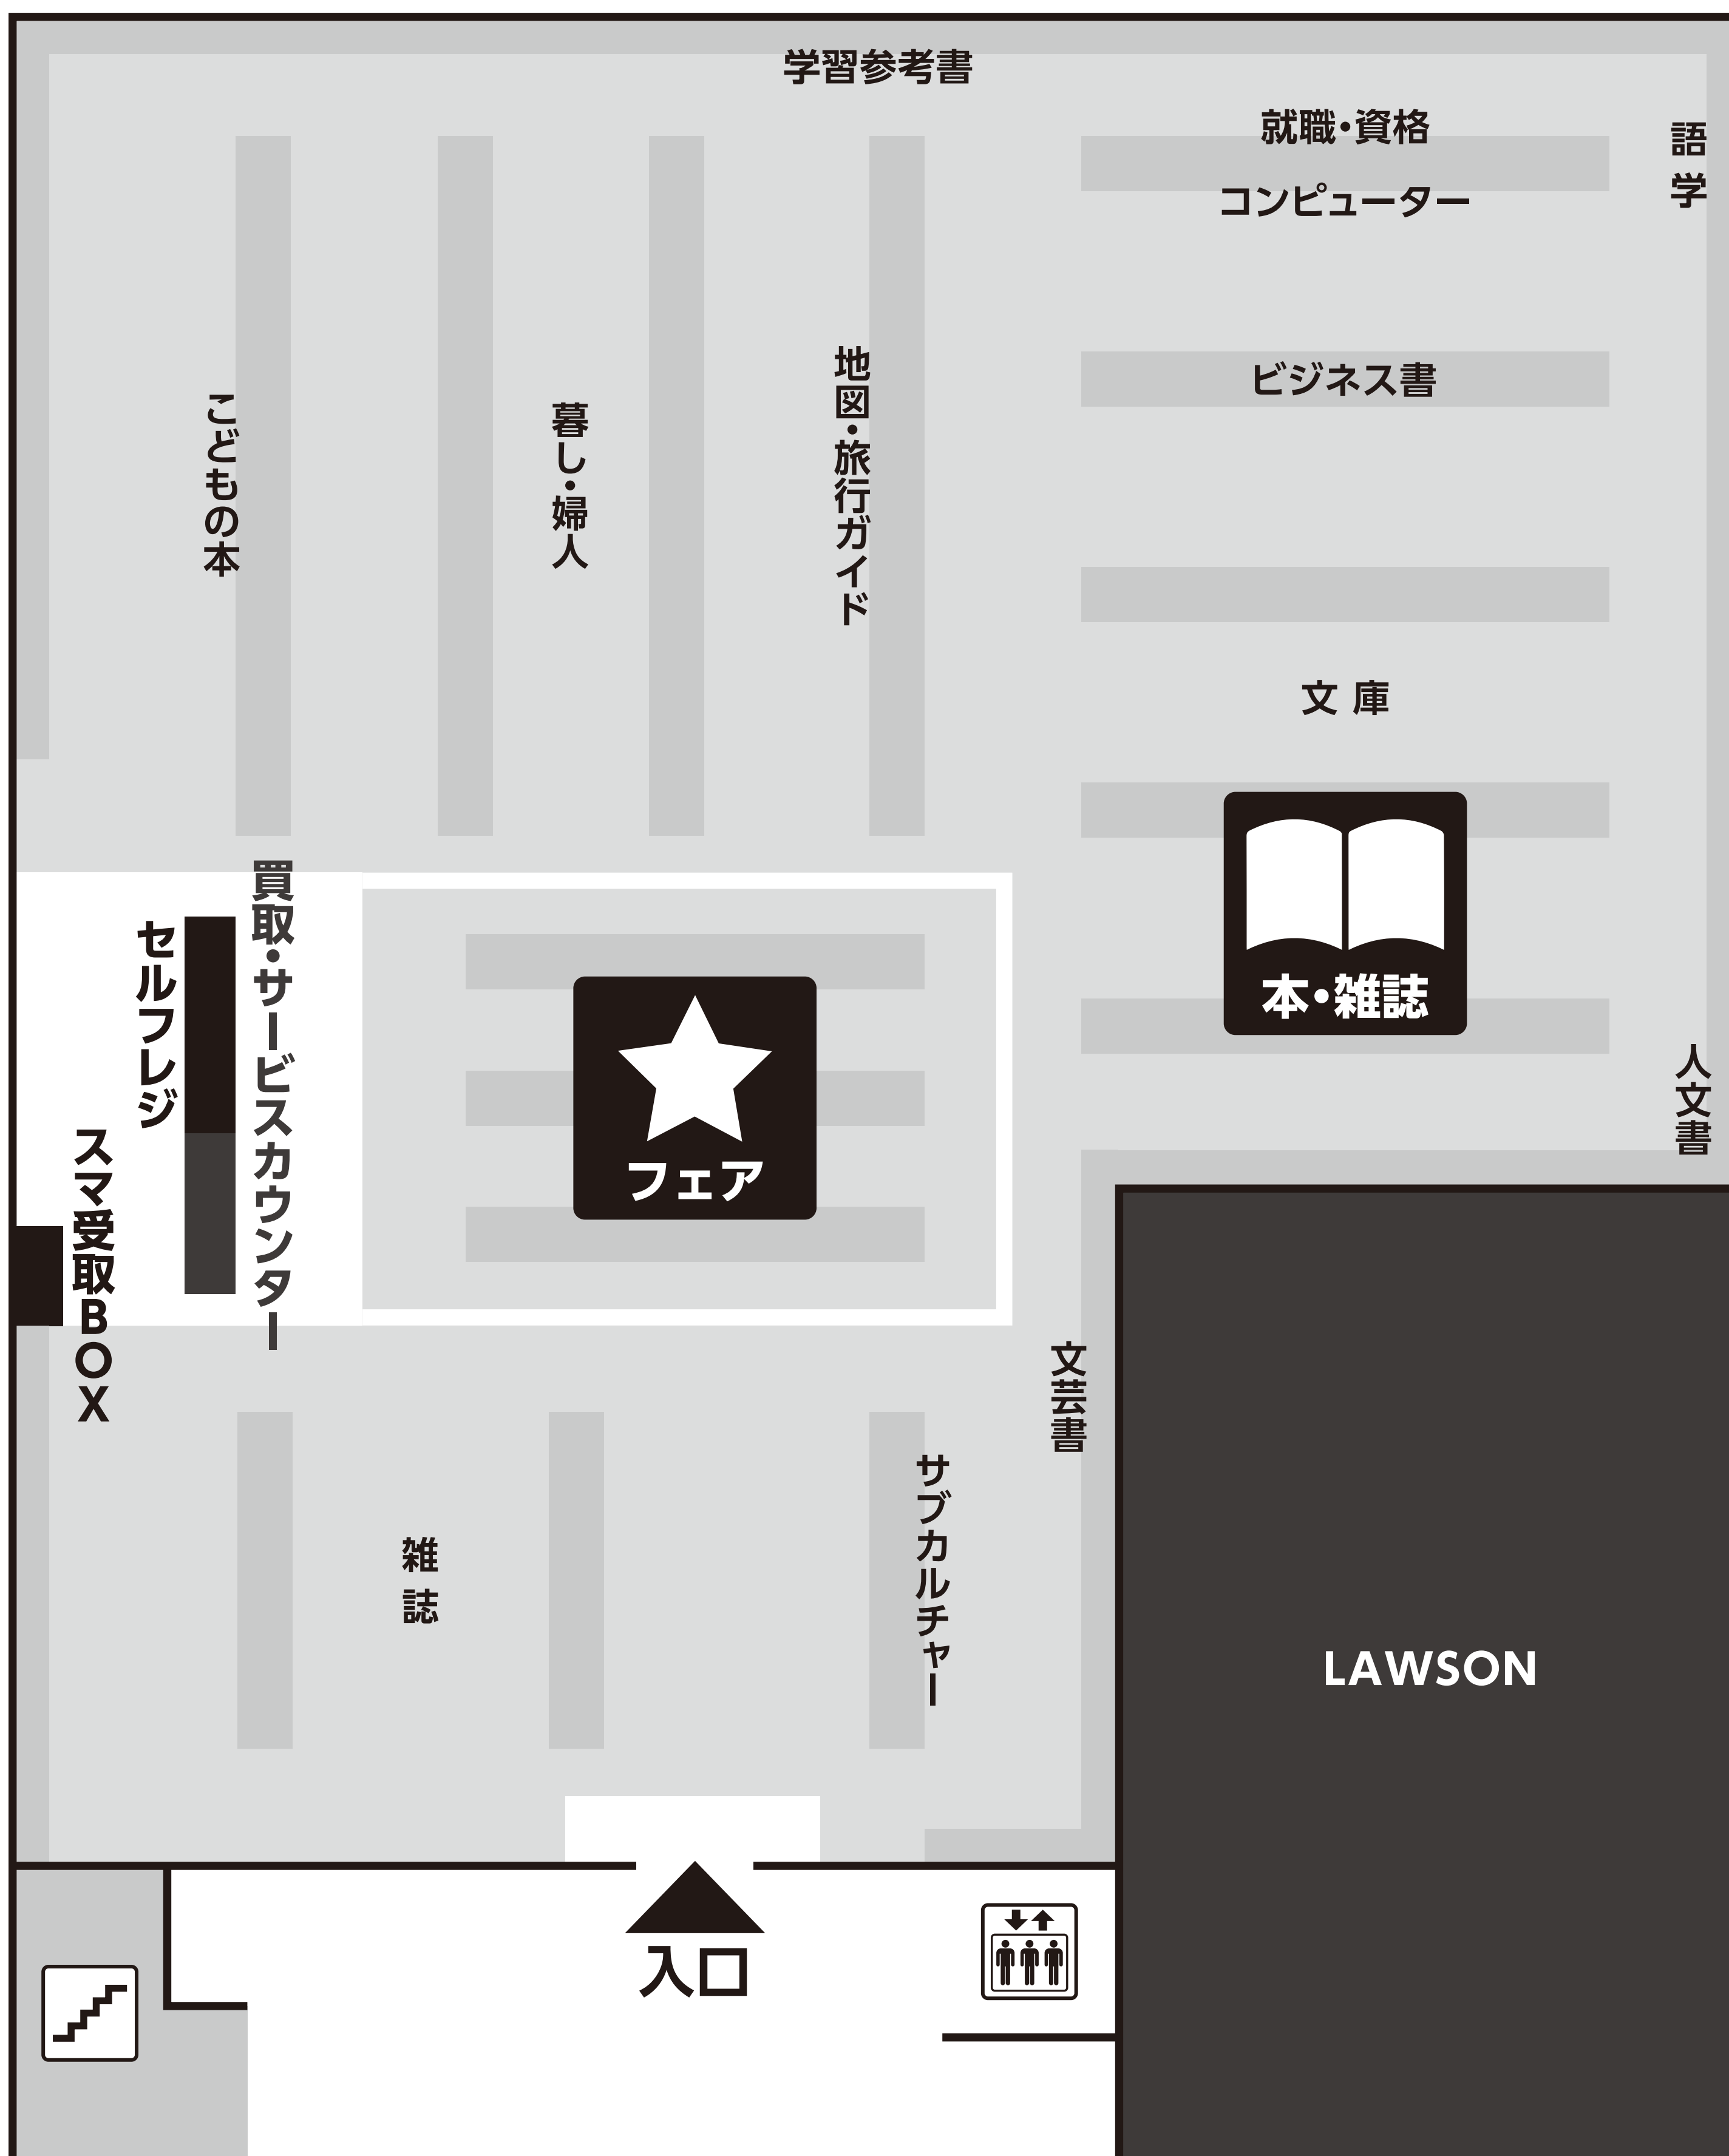 学習参考書
就職・資格
コンピューター
語学
ビジネス書
地図・旅行ガイド
暮し・婦人
こどもの本
文庫
本・雑誌
買取・サービスカウンター
セルフレジ
スマ受取BOX
フェア
人文書
文芸書
サブカルチャー
雑誌
LAWSON
入口